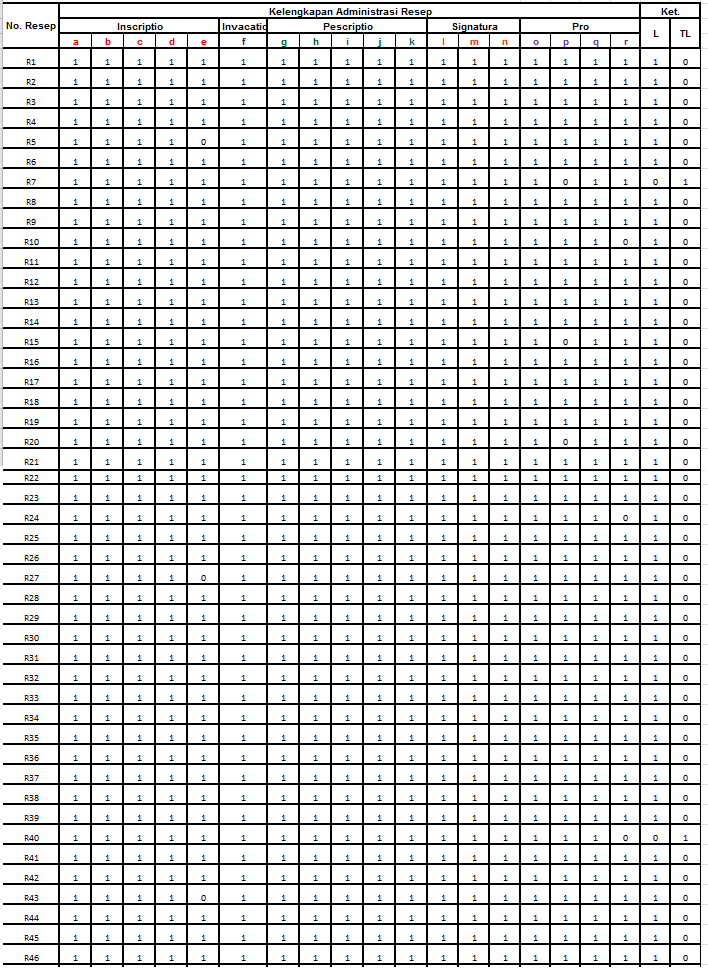 No. Resep Kelengkapan Administrasi Resep Ket.
Inscriptio Invacatio Pescriptio Signatura Pro L TL
a b c d e f g h i j k l m n o p q r
R1 1 1 1 1 1 1 1 1 1 1 1 1 1 1 1 1 1 1 1 0
R2 1 1 1 1 1 1 1 1 1 1 1 1 1 1 1 1 1 1 1 0
R3 1 1 1 1 1 1 1 1 1 1 1 1 1 1 1 1 1 1 1 0
R4 1 1 1 1 1 1 1 1 1 1 1 1 1 1 1 1 1 1 1 0
R5 1 1 1 1 0 1 1 1 1 1 1 1 1 1 1 1 1 1 1 0
R6 1 1 1 1 1 1 1 1 1 1 1 1 1 1 1 1 1 1 1 0
R7 1 1 1 1 1 1 1 1 1 1 1 1 1 1 1 0 1 1 0 1
R8 1 1 1 1 1 1 1 1 1 1 1 1 1 1 1 1 1 1 1 0
R9 1 1 1 1 1 1 1 1 1 1 1 1 1 1 1 1 1 1 1 0
R10 1 1 1 1 1 1 1 1 1 1 1 1 1 1 1 1 1 0 1 0
R11 1 1 1 1 1 1 1 1 1 1 1 1 1 1 1 1 1 1 1 0
R12 1 1 1 1 1 1 1 1 1 1 1 1 1 1 1 1 1 1 1 0
R13 1 1 1 1 1 1 1 1 1 1 1 1 1 1 1 1 1 1 1 0
R14 1 1 1 1 1 1 1 1 1 1 1 1 1 1 1 1 1 1 1 0
R15 1 1 1 1 1 1 1 1 1 1 1 1 1 1 1 0 1 1 1 0
R16 1 1 1 1 1 1 1 1 1 1 1 1 1 1 1 1 1 1 1 0
R17 1 1 1 1 1 1 1 1 1 1 1 1 1 1 1 1 1 1 1 0
R18 1 1 1 1 1 1 1 1 1 1 1 1 1 1 1 1 1 1 1 0
R19 1 1 1 1 1 1 1 1 1 1 1 1 1 1 1 1 1 1 1 0
R20 1 1 1 1 1 1 1 1 1 1 1 1 1 1 1 0 1 1 1 0
R21 1 1 1 1 1 1 1 1 1 1 1 1 1 1 1 1 1 1 1 0
R22 1 1 1 1 1 1 1 1 1 1 1 1 1 1 1 1 1 1 1 0
R23 1 1 1 1 1 1 1 1 1 1 1 1 1 1 1 1 1 1 1 0
R24 1 1 1 1 1 1 1 1 1 1 1 1 1 1 1 1 1 0 1 0
R25 1 1 1 1 1 1 1 1 1 1 1 1 1 1 1 1 1 1 1 0
R26 1 1 1 1 1 1 1 1 1 1 1 1 1 1 1 1 1 1 1 0
R27 1 1 1 1 0 1 1 1 1 1 1 1 1 1 1 1 1 1 1 0
R28 1 1 1 1 1 1 1 1 1 1 1 1 1 1 1 1 1 1 1 0
R29 1 1 1 1 1 1 1 1 1 1 1 1 1 1 1 1 1 1 1 0
R30 1 1 1 1 1 1 1 1 1 1 1 1 1 1 1 1 1 1 1 0
R31 1 1 1 1 1 1 1 1 1 1 1 1 1 1 1 1 1 1 1 0
R32 1 1 1 1 1 1 1 1 1 1 1 1 1 1 1 1 1 1 1 0
R33 1 1 1 1 1 1 1 1 1 1 1 1 1 1 1 1 1 1 1 0
R34 1 1 1 1 1 1 1 1 1 1 1 1 1 1 1 1 1 1 1 0
R35 1 1 1 1 1 1 1 1 1 1 1 1 1 1 1 1 1 1 1 0
R36 1 1 1 1 1 1 1 1 1 1 1 1 1 1 1 1 1 1 1 0
R37 1 1 1 1 1 1 1 1 1 1 1 1 1 1 1 1 1 1 1 0
R38 1 1 1 1 1 1 1 1 1 1 1 1 1 1 1 1 1 1 1 0
R39 1 1 1 1 1 1 1 1 1 1 1 1 1 1 1 1 1 1 1 0
R40 1 1 1 1 1 1 1 1 1 1 1 1 1 1 1 1 1 0 0 1
R41 1 1 1 1 1 1 1 1 1 1 1 1 1 1 1 1 1 1 1 0
R42 1 1 1 1 1 1 1 1 1 1 1 1 1 1 1 1 1 1 1 0
R43 1 1 1 1 0 1 1 1 1 1 1 1 1 1 1 1 1 1 1 0
R44 1 1 1 1 1 1 1 1 1 1 1 1 1 1 1 1 1 1 1 0
R45 1 1 1 1 1 1 1 1 1 1 1 1 1 1 1 1 1 1 1 0
R46 1 1 1 1 1 1 1 1 1 1 1 1 1 1 1 1 1 1 1 0